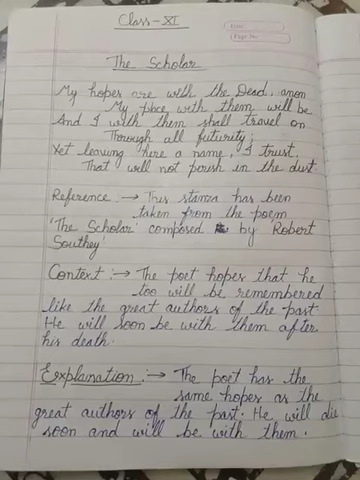 Class-XI
Date
Page No.
The Scholar
My hopes are with the Dead, anon
My place with them will be
And I with them shall travel on
Through all futurity;
Yet leaving here a name, I trust,
That will not perish in the dust
Reference :→ This stanza has been
taken from the poem
'The Scholar' composed by 'Robert
Southey'
Context :→ The poet hopes that he
too will be remembered
like the great authors of the past
He will soon be with them after
his death.
Explaination :→ The poet has the
same hopes as the
great authors of the past. He will die
soon and will be with them.